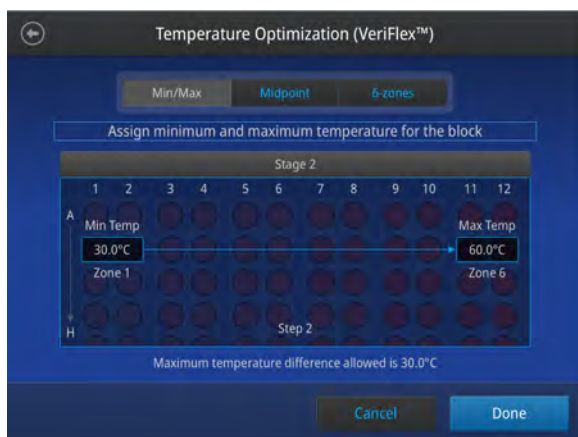 Temperature Optimization (VeriFlex™)
Min/Max Midpoint 6-zones
Assign minimum and maximum temperature for the block
Stage 2
1 2 3 4 5 6 7 8 9 10 11 12
A
Min Temp Max Temp
30.0°C 60.0°C
Zone 1 Zone 6
H Step 2
Maximum temperature difference allowed is 30.0°C
Cancel Done